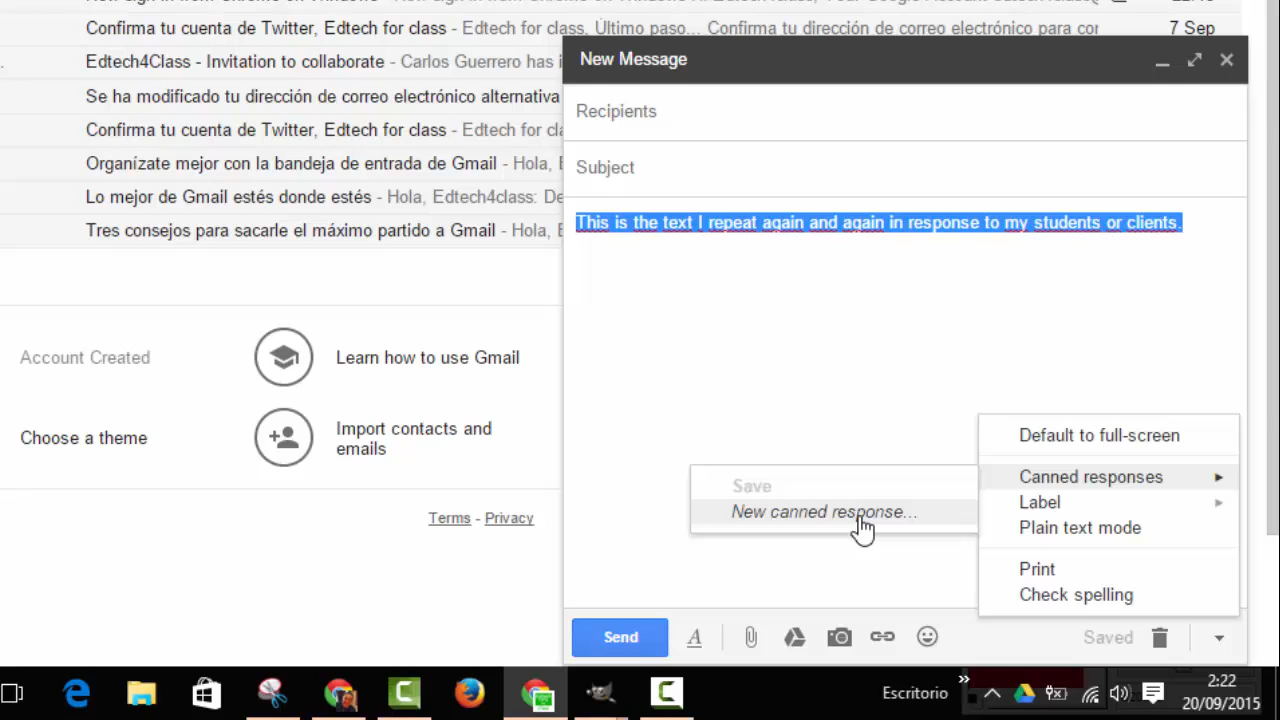 Confirma tu cuenta de Twitter, Edtech for class - Edtech for class, Último paso... Confirma tu dirección de correo electrónico para cor 7 Sep
Edtech4Class - Invitation to collaborate - Carlos Guerrero has i
Se ha modificado tu dirección de correo electrónico alternativa
Confirma tu cuenta de Twitter, Edtech for class - Edtech for cla
Organízate mejor con la bandeja de entrada de Gmail - Hola, E
Lo mejor de Gmail estés donde estés - Hola, Edtech4class: De
Tres consejos para sacarle el máximo partido a Gmail - Hola, E
Account Created
Learn how to use Gmail
Choose a theme
Import contacts and
emails
Terms - Privacy
New Message
Recipients
Subject
This is the text I repeat again and again in response to my students or clients.
Default to full-screen
Canned responses
Label
Plain text mode
Print
Check spelling
Save
New canned response...
Send
Saved
Escritorio
2:22
20/09/2015